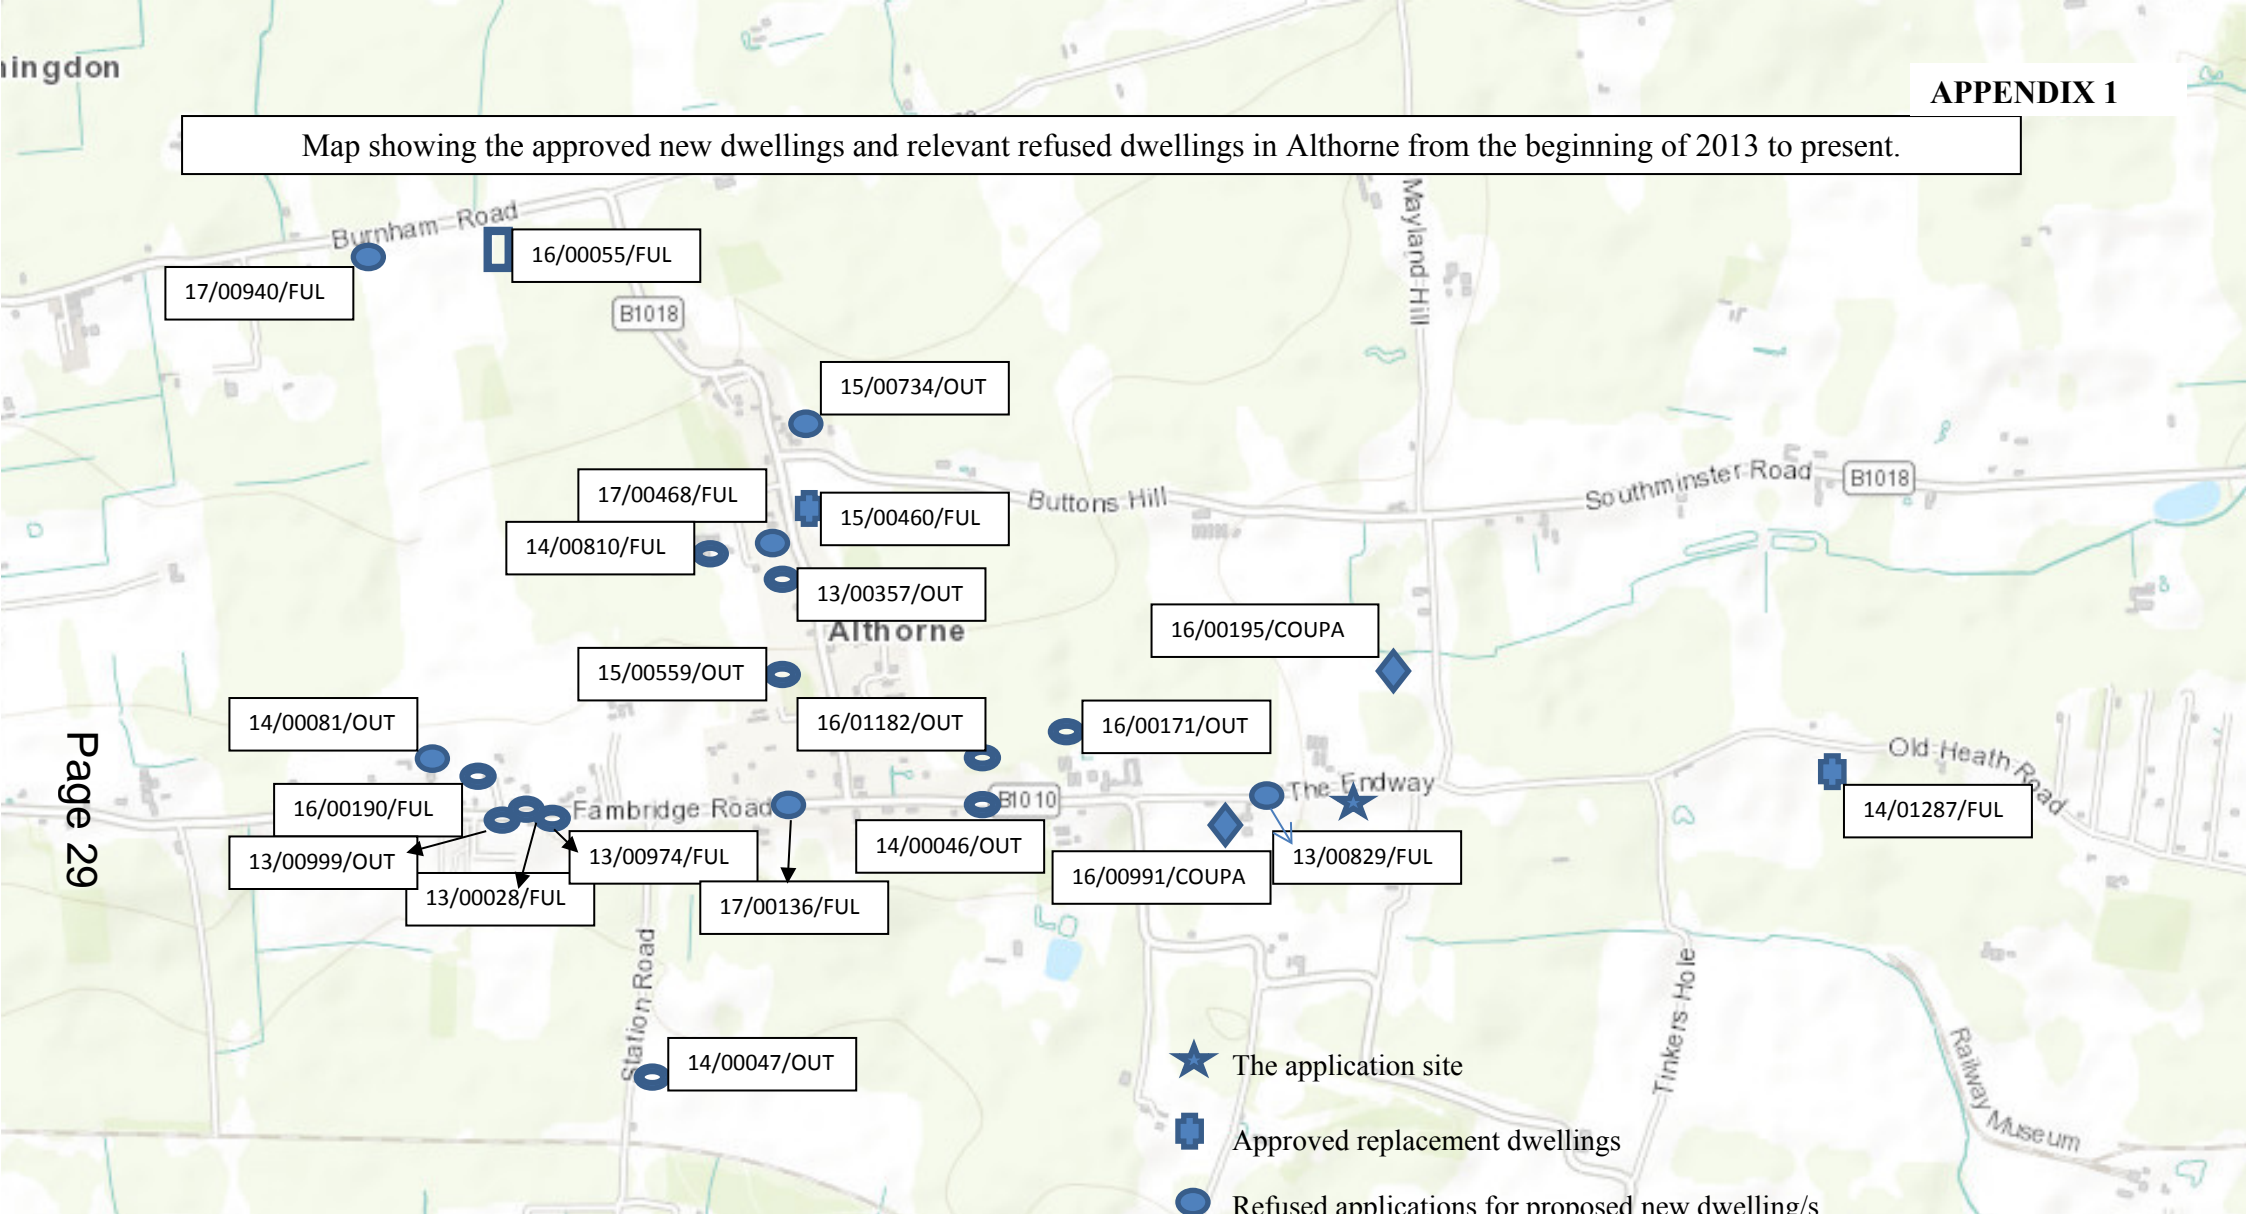 ingdon
APPENDIX 1
Map showing the approved new dwellings and relevant refused dwellings in Althorne from the beginning of 2013 to present.
Burnham Road
Mayland Hill
16/00055/FUL
17/00940/FUL
B1018
15/00734/OUT
17/00468/FUL
15/00460/FUL
Buttons Hill
Southminster Road
B1018
14/00810/FUL
13/00357/OUT
Althorne
16/00195/COUPA
15/00559/OUT
14/00081/OUT
16/01182/OUT
16/00171/OUT
Old Heath Road
The Endway
16/00190/FUL
Fambridge Road
B1010
14/01287/FUL
13/00999/OUT
13/00974/FUL
14/00046/OUT
13/00829/FUL
16/00991/COUPA
13/00028/FUL
17/00136/FUL
Page 29
Station Road
Tinkers Hole
14/00047/OUT
Railway Museum
The application site
Approved replacement dwellings
Refused applications for proposed new dwelling/s